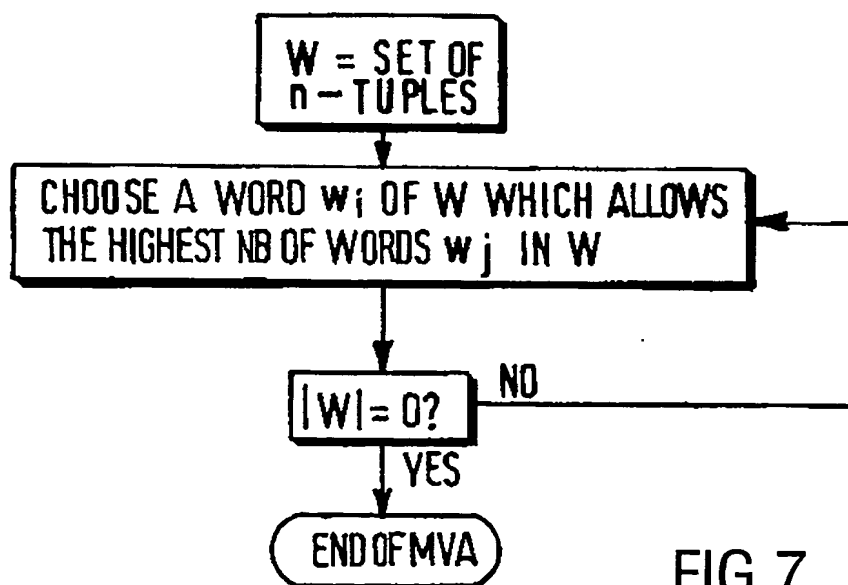 W = SET OF
n-TUPLES
CHOOSE A WORD wi OF W WHICH ALLOWS
THE HIGHEST NB OF WORDS wj IN W
|W| = 0?
NO
YES
END OF MVA
FIG.7